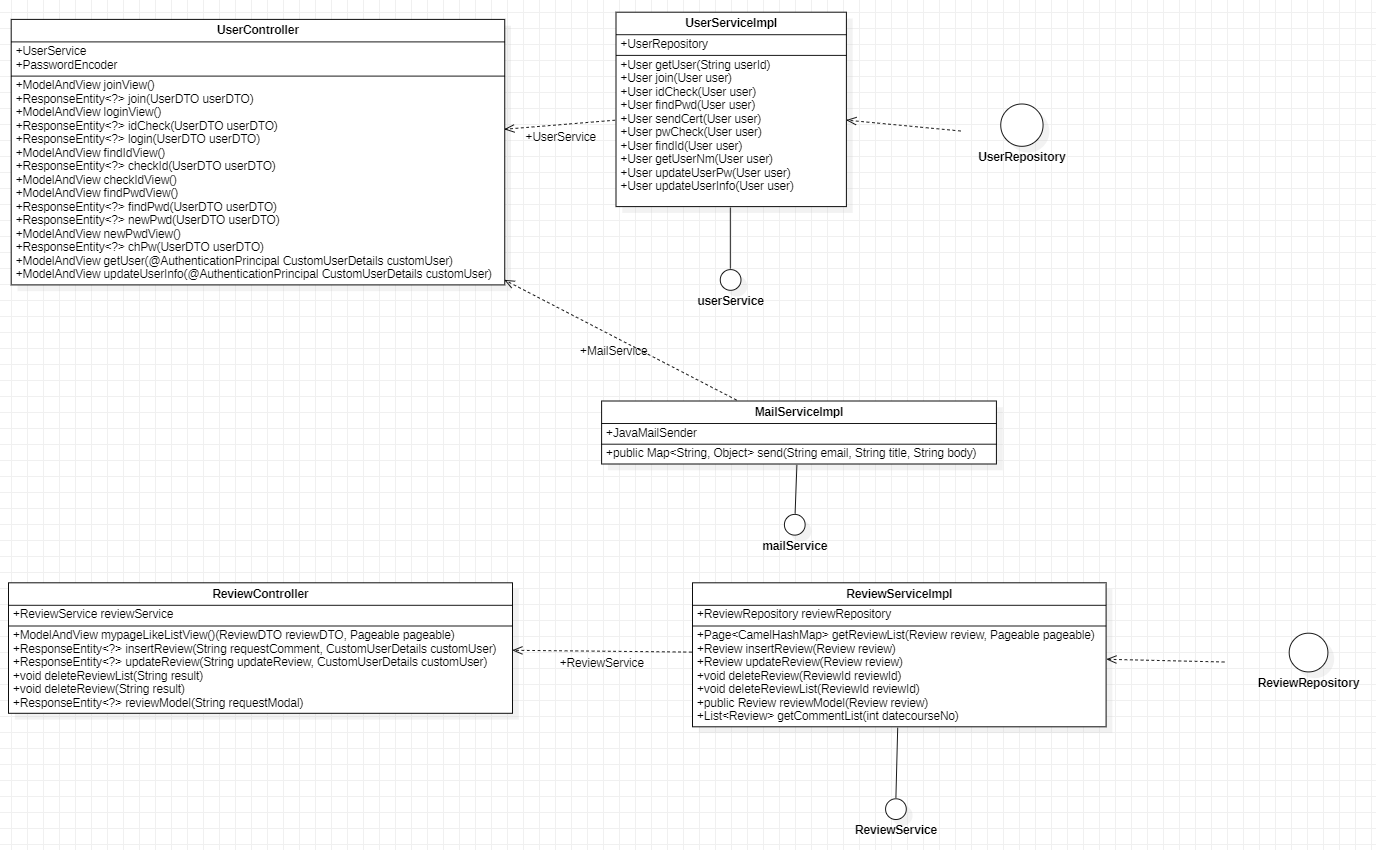 UserController
+UserService
+PasswordEncoder
+ModelAndView joinView()
+ResponseEntity<?> join(UserDTO userDTO)
+ModelAndView loginView()
+ResponseEntity<?> idCheck(UserDTO userDTO)
+ResponseEntity<?> login(UserDTO userDTO)
+ModelAndView findIdView()
+ResponseEntity<?> checkId(UserDTO userDTO)
+ModelAndView checkIdView()
+ModelAndView findPwdView()
+ResponseEntity<?> findPwd(UserDTO userDTO)
+ResponseEntity<?> newPwd(UserDTO userDTO)
+ModelAndView newPwdView()
+ResponseEntity<?> chPw(UserDTO userDTO)
+ModelAndView getUser(@AuthenticationPrincipal CustomUserDetails customUser)
+ModelAndView updateUserInfo(@AuthenticationPrincipal CustomUserDetails customUser)
+UserService
UserServiceImpl
+UserRepository
+User getUser(String userId)
+User join(User user)
+User idCheck(User user)
+User findPwd(User user)
+User sendCert(User user)
+User pwCheck(User user)
+User findId(User user)
+User getUserNm(User user)
+User updateUserPw(User user)
+User updateUserInfo(User user)
UserRepository
userService
+MailService
MailServiceImpl
+JavaMailSender
+public Map<String, Object> send(String email, String title, String body)
mailService
ReviewController
+ReviewService reviewService
+ModelAndView mypageLikeListView()(ReviewDTO reviewDTO, Pageable pageable)
+ResponseEntity<?> insertReview(String requestComment, CustomUserDetails customUser)
+ResponseEntity<?> updateReview(String updateReview, CustomUserDetails customUser)
+void deleteReviewList(String result)
+void deleteReview(String result)
+ResponseEntity<?> reviewModel(String requestModal)
+ReviewService
ReviewServiceImpl
+ReviewRepository reviewRepository
+Page<CamelHashMap> getReviewList(Review review, Pageable pageable)
+Review insertReview(Review review)
+Review updateReview(Review review)
+void deleteReview(ReviewId reviewId)
+void deleteReviewList(ReviewId reviewId)
+public Review reviewModel(Review review)
+List<Review> getCommentList(int datecourseNo)
ReviewRepository
ReviewService